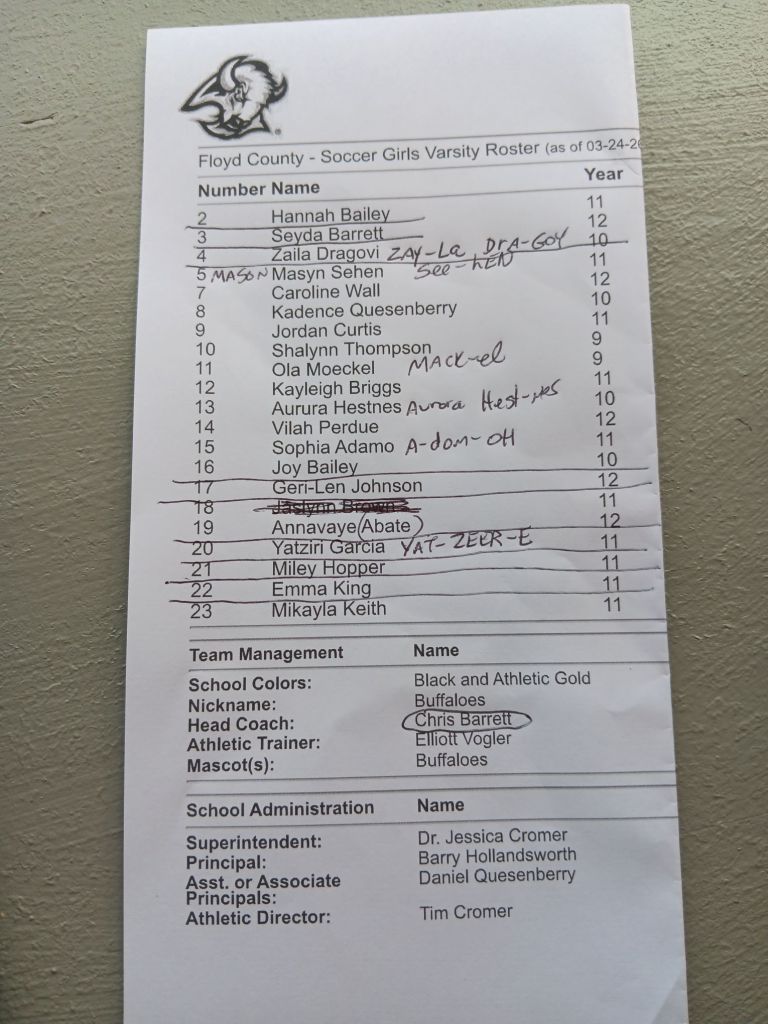 Floyd County - Soccer Girls Varsity Roster (as of 03-24-26
Number Name Year
2 Hannah Bailey 11
3 Seyda Barrett 12
4 Zaila Dragovi ZAY-La DrA-GOY 10
5 MASON Masyn Sehen See-hEN 11
7 Caroline Wall 12
8 Kadence Quesenberry 10
9 Jordan Curtis 11
10 Shalynn Thompson 9
11 Ola Moeckel MACK-el 9
12 Kayleigh Briggs 11
13 Aurura Hestnes Aurora Hest-nes 10
14 Vilah Perdue 12
15 Sophia Adamo A-dom-OH 11
16 Joy Bailey 10
17 Geri-Len Johnson 12
18 Jaslynn Brown 11
19 Annavaye Abate 12
20 Yatziri Garcia YAT-ZEER-E 11
21 Miley Hopper 11
22 Emma King 11
23 Mikayla Keith 11
Team Management Name
School Colors: Black and Athletic Gold
Nickname: Buffaloes
Head Coach: Chris Barrett
Athletic Trainer: Elliott Vogler
Mascot(s): Buffaloes
School Administration Name
Superintendent: Dr. Jessica Cromer
Principal: Barry Hollandsworth
Asst. or Associate Daniel Quesenberry
Principals:
Athletic Director: Tim Cromer